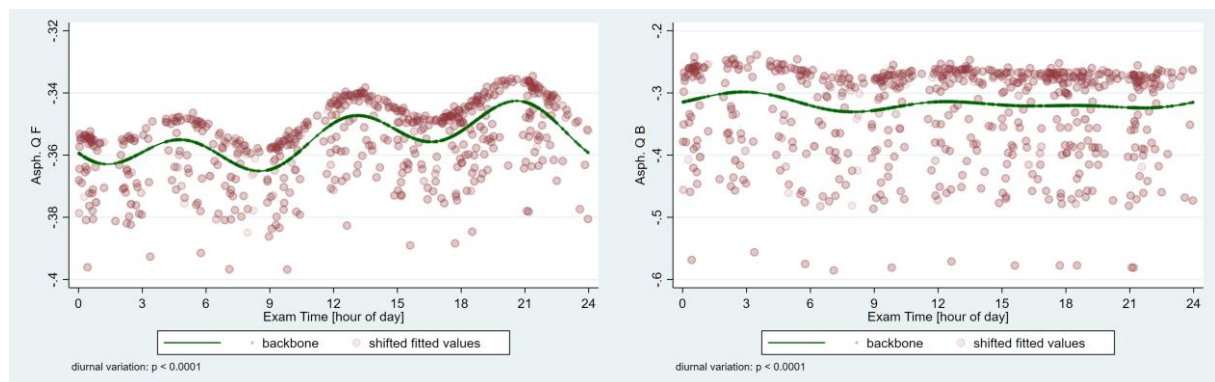 Asph. Q F
-.32
-.34
-.36
-.38
-.4
0 3 6 9 12 15 18 21 24
Exam Time [hour of day]
backbone shifted fitted values
diurnal variation: p < 0.0001
Asph. Q B
-.2
-.3
-.4
-.5
-.6
0 3 6 9 12 15 18 21 24
Exam Time [hour of day]
backbone shifted fitted values
diurnal variation: p < 0.0001